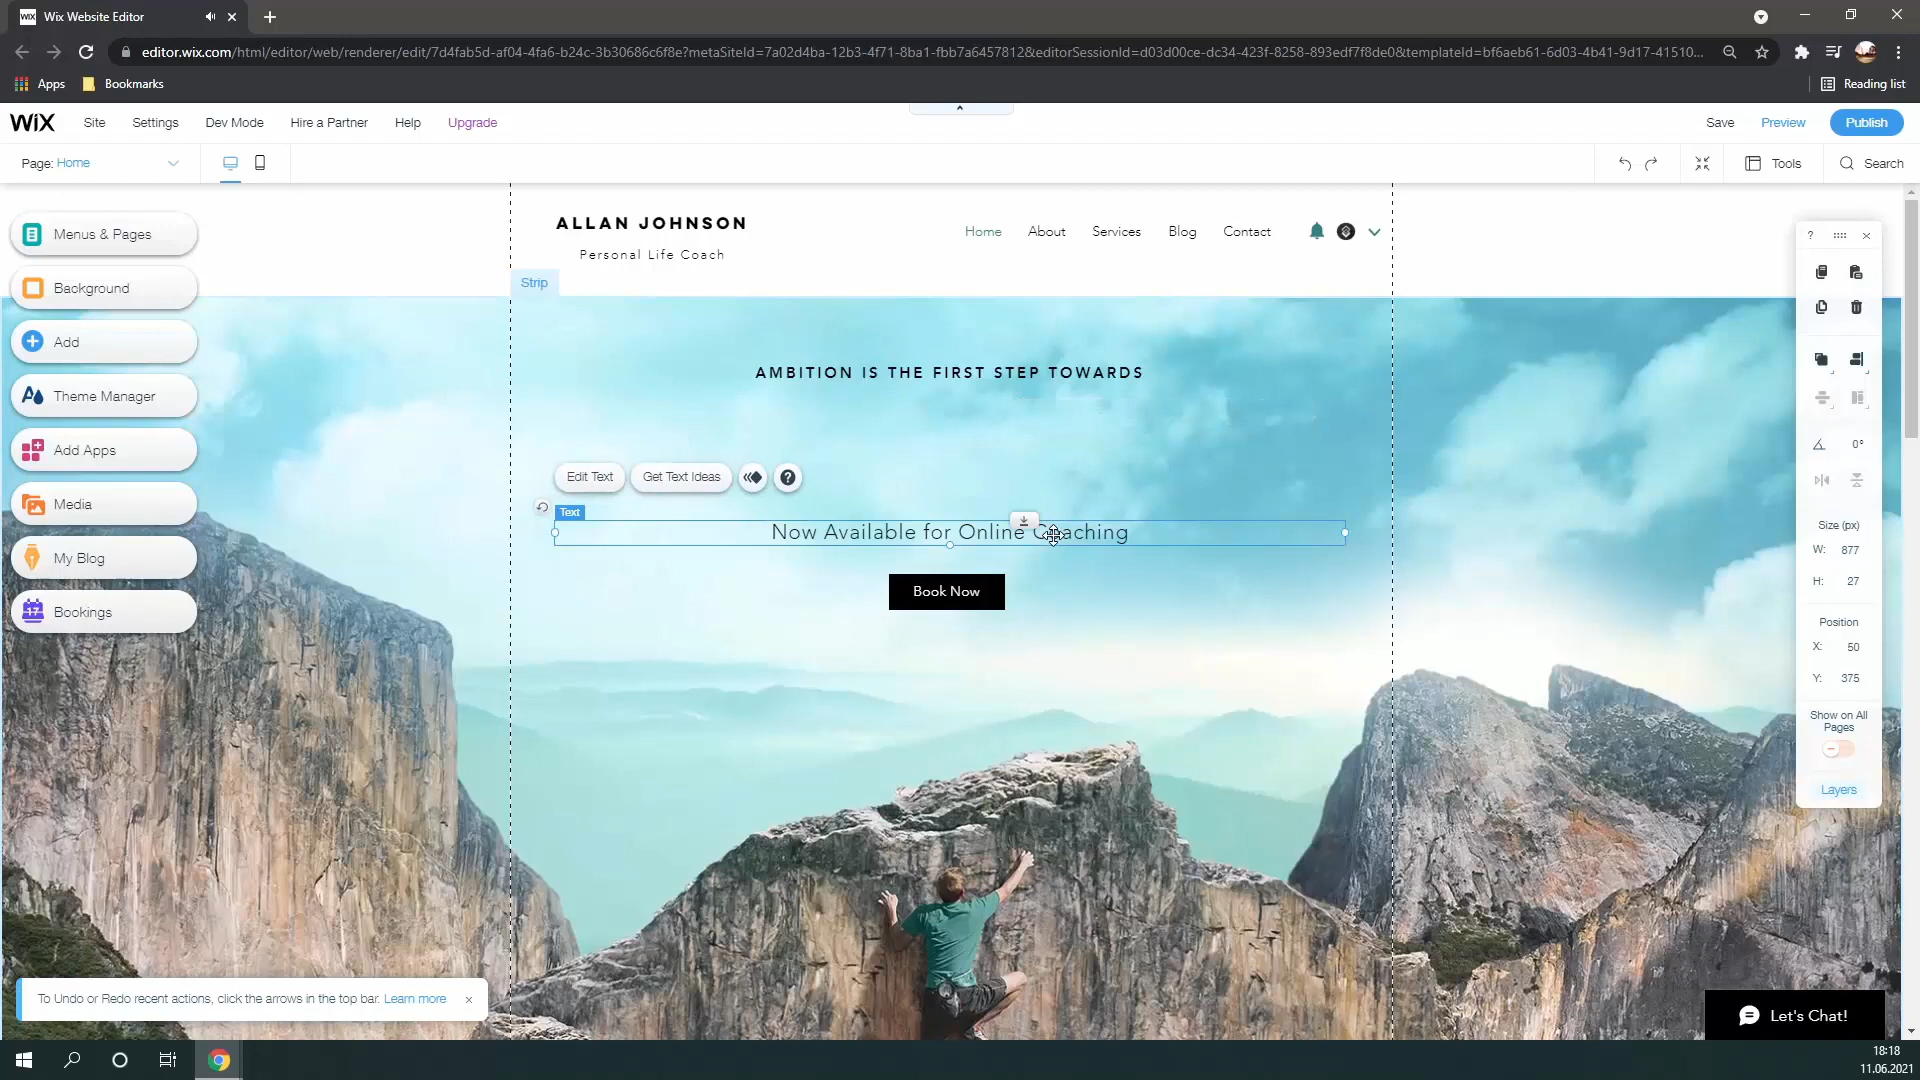 WiX Wix Website Editor
editor.wix.com/html/editor/web/renderer/edit/7d4fab5d-af04-4fa6-b24c-3b30686c6f8e?metaSiteId=7a02d4ba-12b3-4f71-8ba1-fbb7a6457812&editorSessionId=d03d00ce-dc34-423f-8258-893edf7f8de0&templateId=bf6aeb61-6d03-4b41-9d17-41510...
Apps Bookmarks Reading list
WiX Site Settings Dev Mode Hire a Partner Help Upgrade Save Preview Publish
Page: Home Tools Search
ALLAN JOHNSON
Personal Life Coach
Home About Services Blog Contact
Strip
Menus & Pages
Background
Add
Theme Manager
Add Apps
Media
My Blog
17 Bookings
AMBITION IS THE FIRST STEP TOWARDS
Edit Text Get Text Ideas ?
Text
Now Available for Online Coaching
Book Now
?
0°
Size (px)
W: 877
H: 27
Position
X: 50
Y: 375
Show on All
Pages
Layers
To Undo or Redo recent actions, click the arrows in the top bar. Learn more
Let's Chat!
18:18
11.06.2021